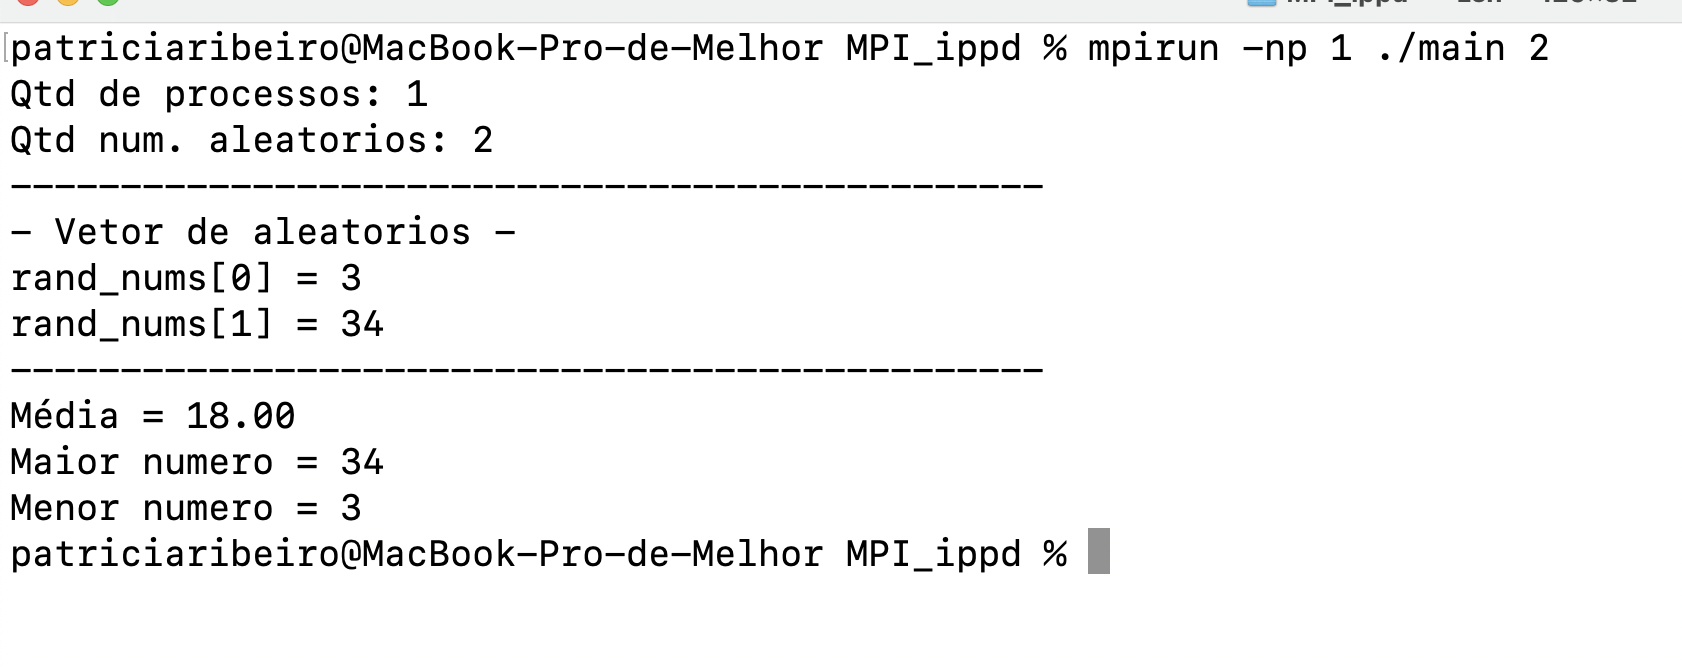 patriciaribeiro@MacBook-Pro-de-Melhor MPI_ippd % mpirun -np 1 ./main 2
Qtd de processos: 1
Qtd num. aleatorios: 2
-----------------------------------------------
- Vetor de aleatorios -
rand_nums[0] = 3
rand_nums[1] = 34
-----------------------------------------------
Média = 18.00
Maior numero = 34
Menor numero = 3
patriciaribeiro@MacBook-Pro-de-Melhor MPI_ippd %